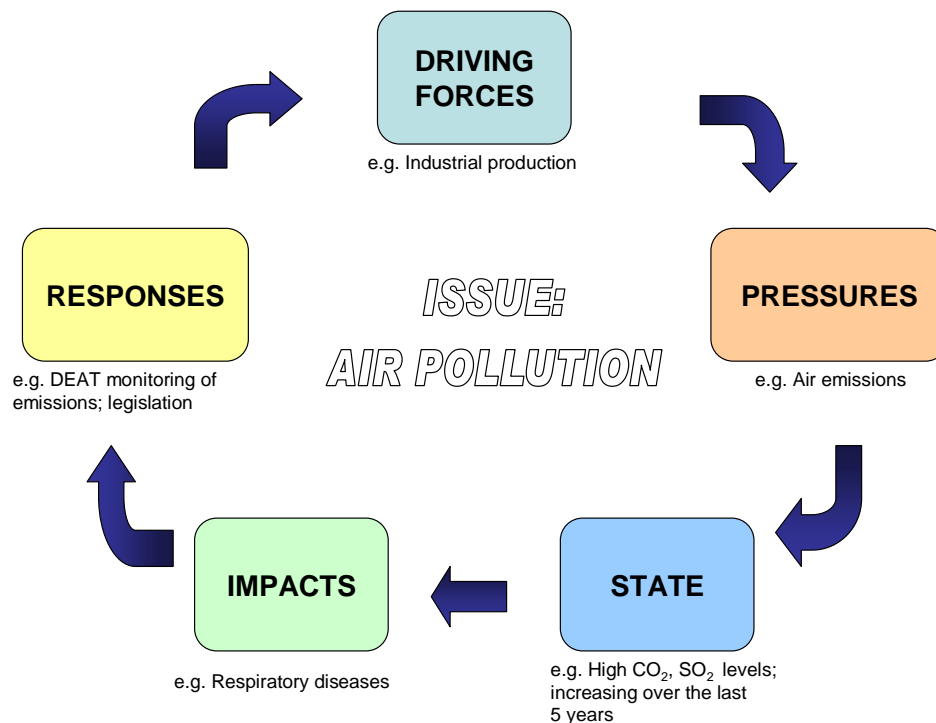 DRIVING
FORCES
e.g. Industrial production
RESPONSES
ISSUE:
AIR POLLUTION
PRESSURES
e.g. DEAT monitoring of
emissions; legislation
e.g. Air emissions
IMPACTS
STATE
e.g. Respiratory diseases
e.g. High CO₂, SO₂ levels;
increasing over the last
5 years